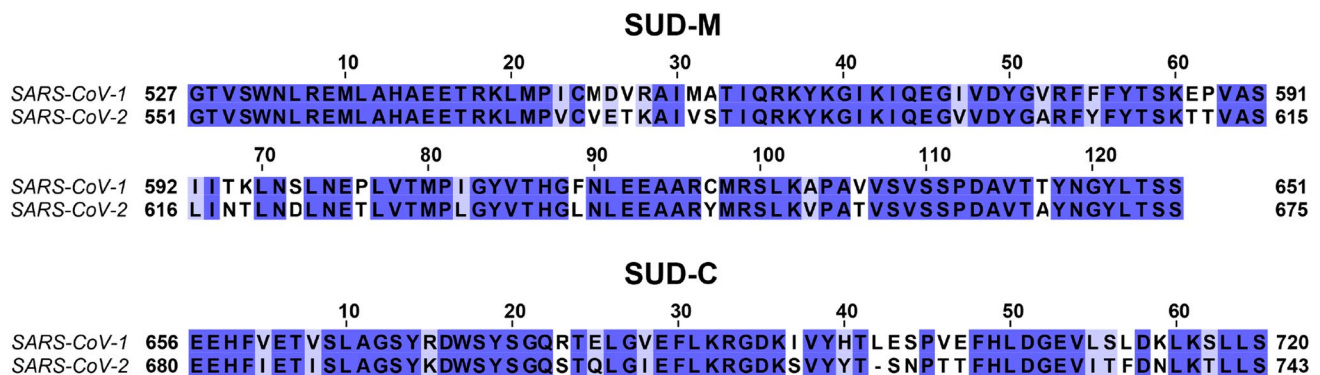 SUD-M
10 20 30 40 50 60
SARS-CoV-1 527 GTVSWNLREMLAHAEETRKLMPICMDVRAIMATIQRKYKGIKIQEGIVDYGVRFFFYTSKEPVAS 591
SARS-CoV-2 551 GTVSWNLREMLAHAEETRKLMPVCVETKAIVSTIQRKYKGIKIQEGVVDYGARFYFYTSKTTVAS 615
70 80 90 100 110 120
SARS-CoV-1 592 IITKLNSLNEPLVTMPIGYVTHGFNLEEAARCMRSLKAPAVVSVSSPDAVTTYNGYLTSS 651
SARS-CoV-2 616 LINTLNDLNETLVTMPLGYVTHGLNLEEAARYMRSLKVPATVSVSSPDAVTAYNGYLTSS 675
SUD-C
10 20 30 40 50 60
SARS-CoV-1 656 EEHFVETVSLAGSYRDWSYSGQRTELGVEFLKRGDKIVYHTLESPVEFHLDGEVLSLDKLKSLLS 720
SARS-CoV-2 680 EEHFIETISLAGSYKDWSYSGQSTQLGIEFLKRGDKSVYYT-SNPTTFHLDGEVITFDNLKTLLS 743